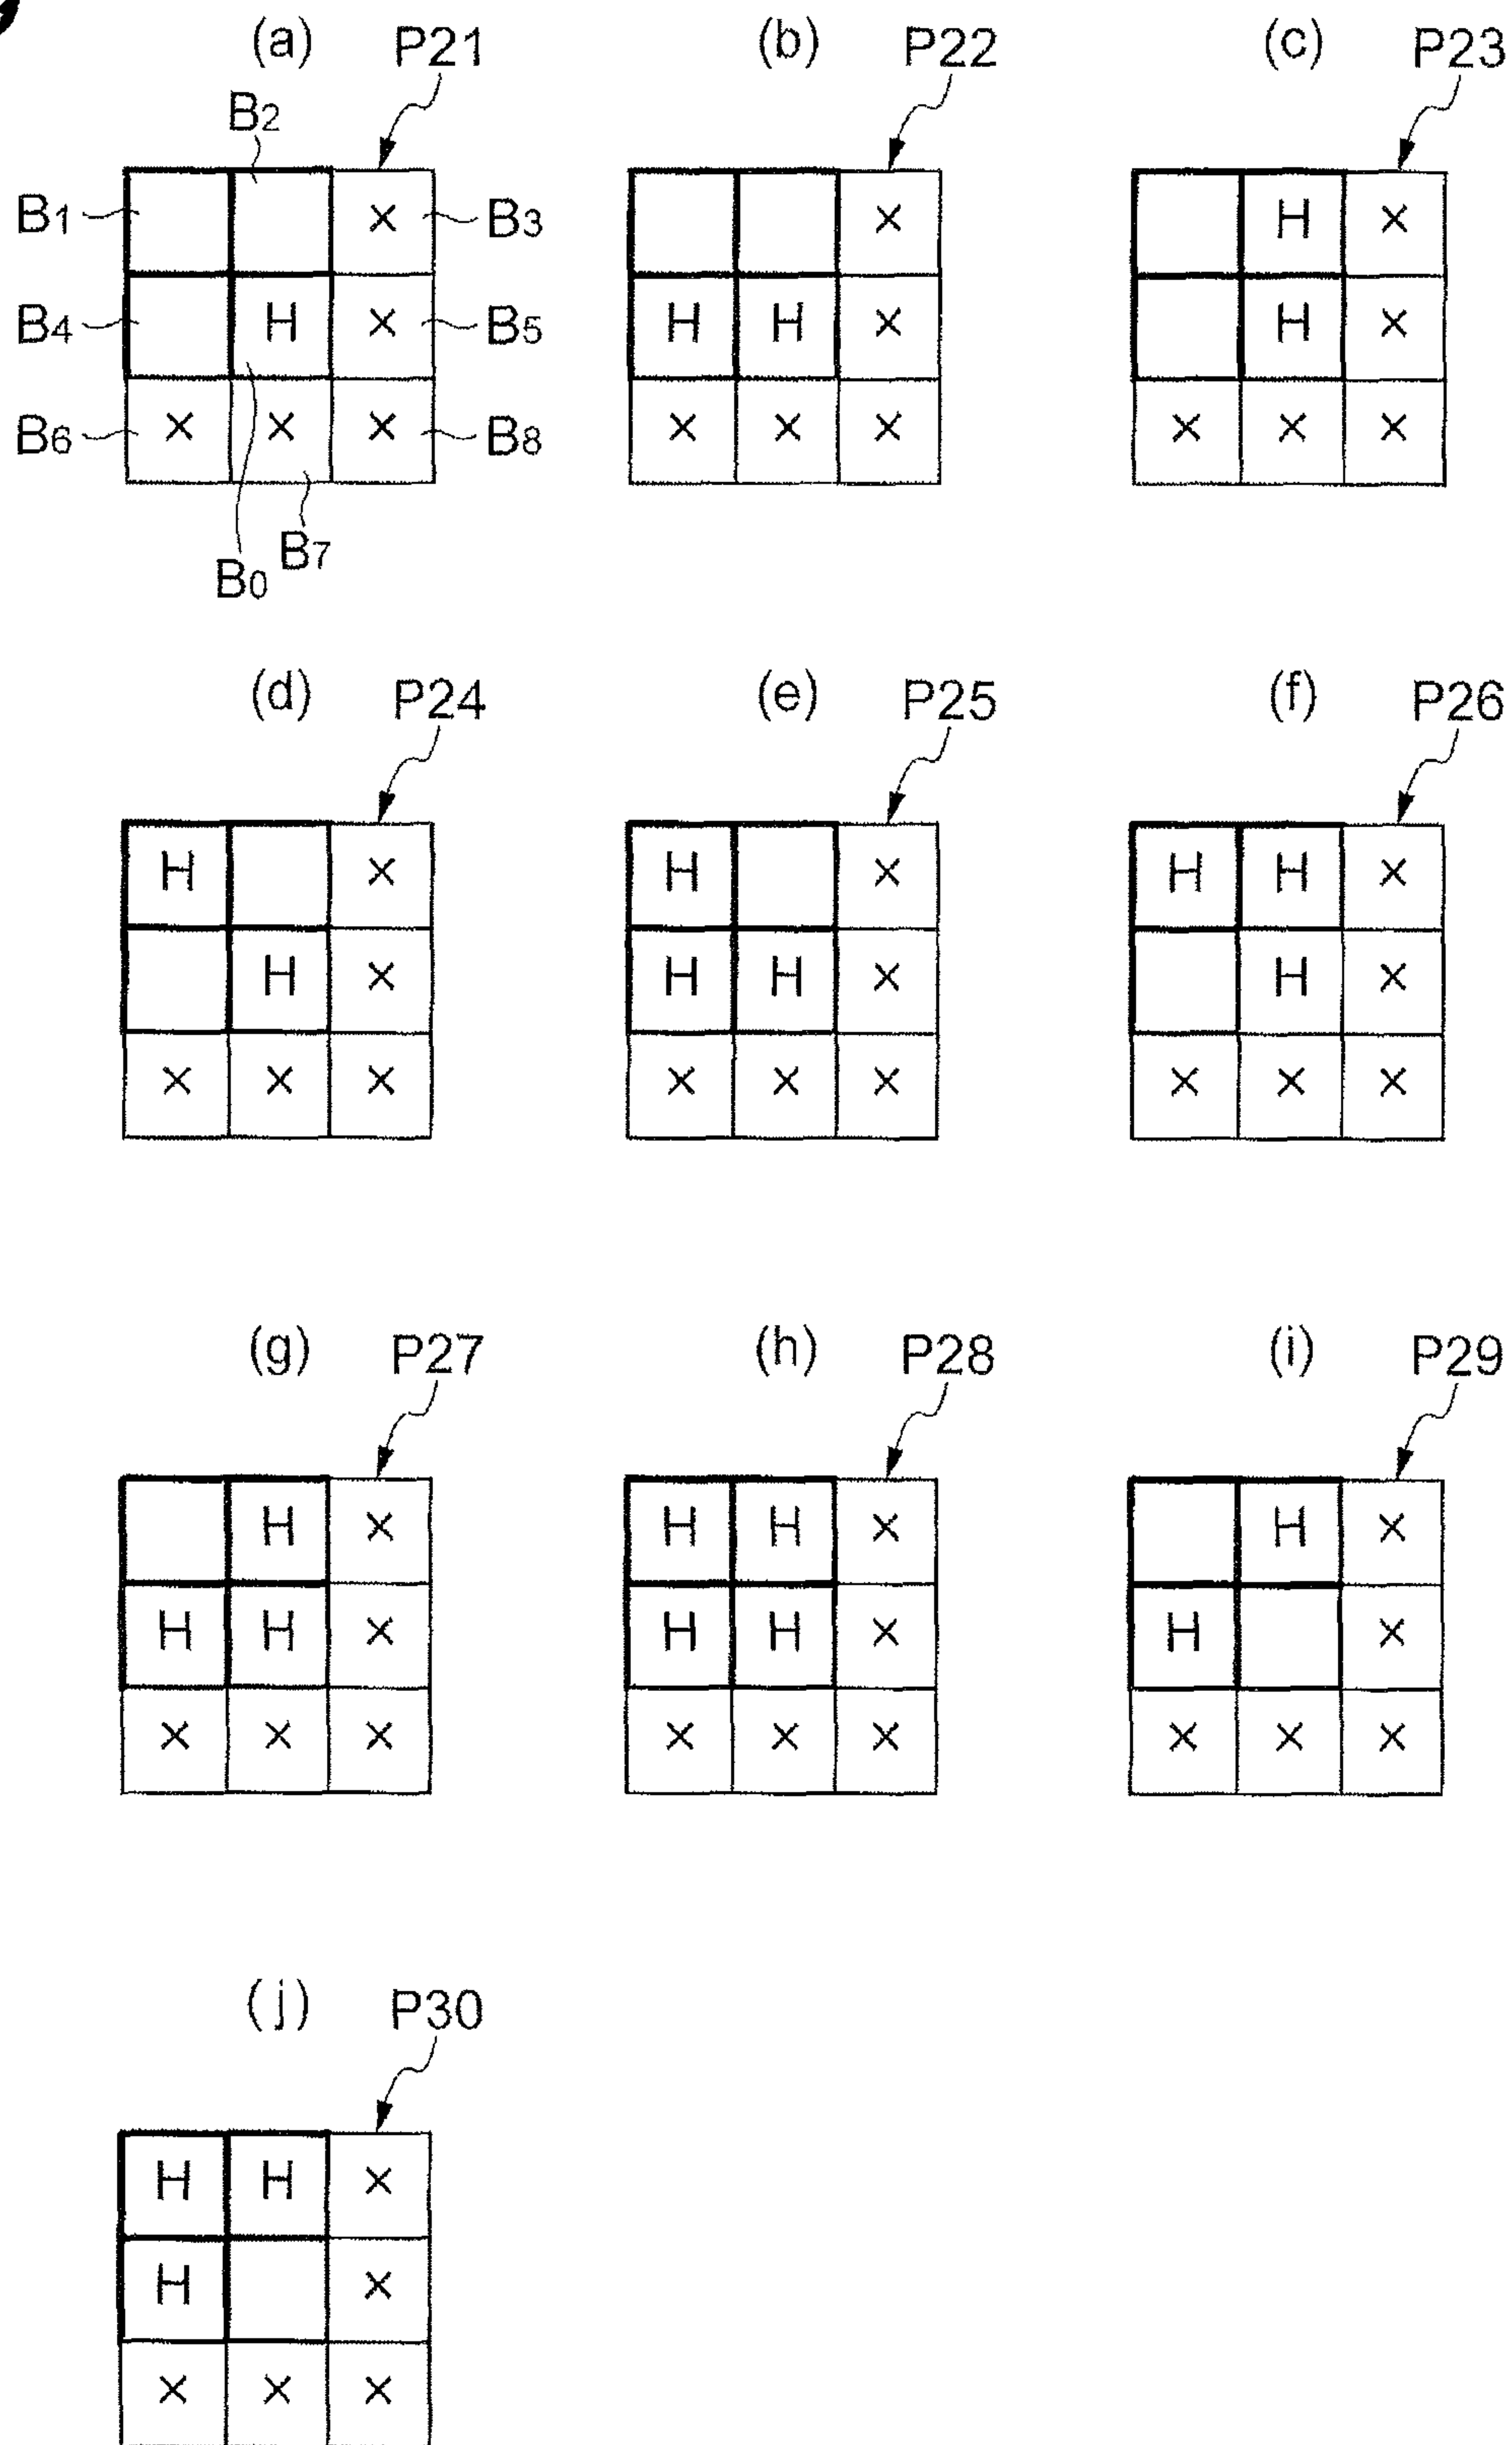 (a) P21 (b) P22 (c) P23
B2
B1 × B3 × H ×
B4 H × B5 H H × H ×
B6 × × × B8 × × × × × ×
B7
B0
(d) P24 (e) P25 (f) P26
H × H × H H ×
H × H H × H ×
× × × × × × × × ×
(g) P27 (h) P28 (i) P29
H × H H × H ×
H H × H H × H ×
× × × × × × × × ×
(j) P30
H H ×
H ×
× × ×